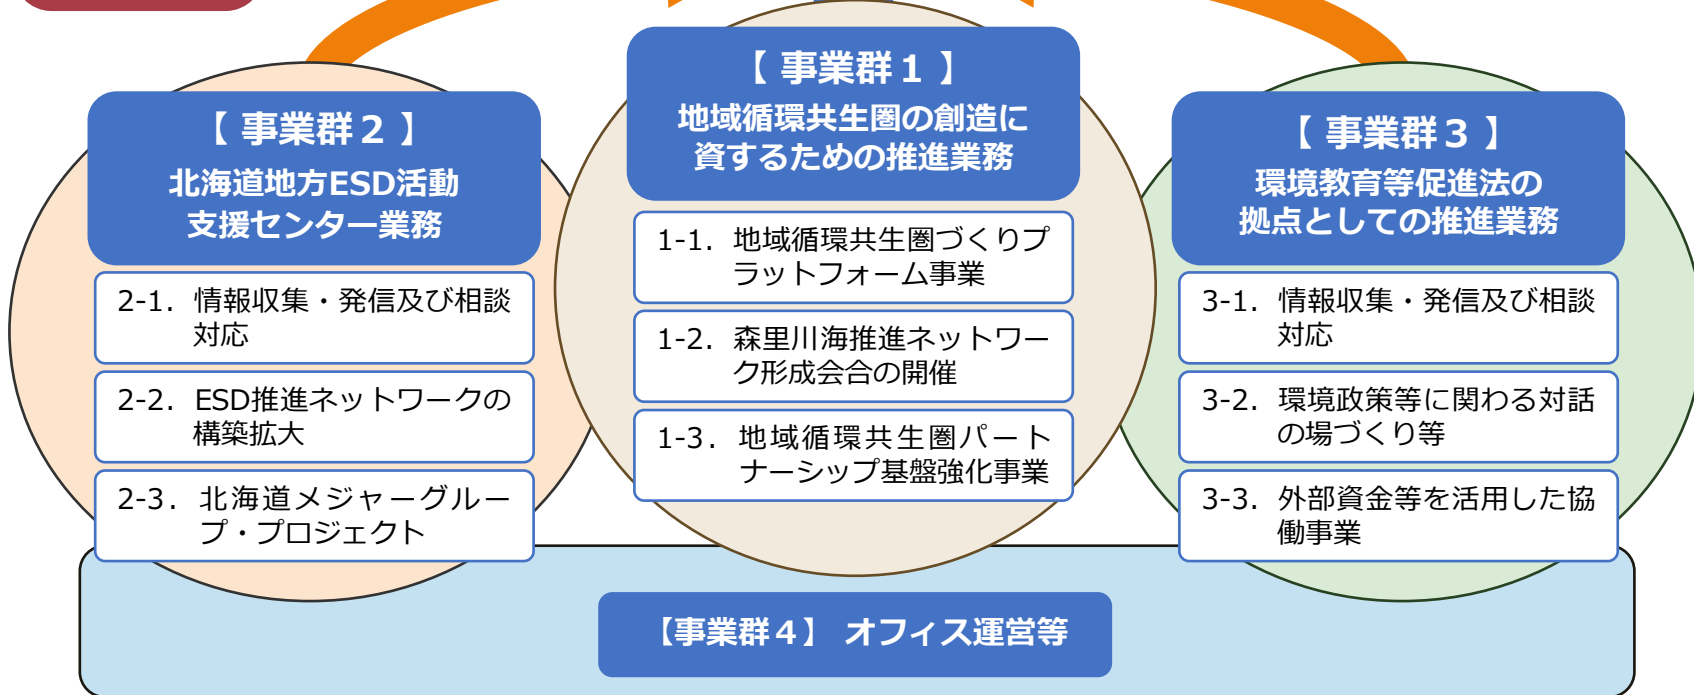 【 事業群１ 】
地域循環共生圏の創造に
資するための推進業務
1-1. 地域循環共生圏づくりプ
ラットフォーム事業
1-2. 森里川海推進ネットワー
ク形成会合の開催
1-3. 地域循環共生圏パート
ナーシップ基盤強化事業
【 事業群２ 】
北海道地方ESD活動
支援センター業務
2-1. 情報収集・発信及び相談
対応
2-2. ESD推進ネットワークの
構築拡大
2-3. 北海道メジャーグルー
プ・プロジェクト
【 事業群３ 】
環境教育等促進法の
拠点としての推進業務
3-1. 情報収集・発信及び相談
対応
3-2. 環境政策等に関わる対話
の場づくり等
3-3. 外部資金等を活用した協
働事業
【事業群４】 オフィス運営等